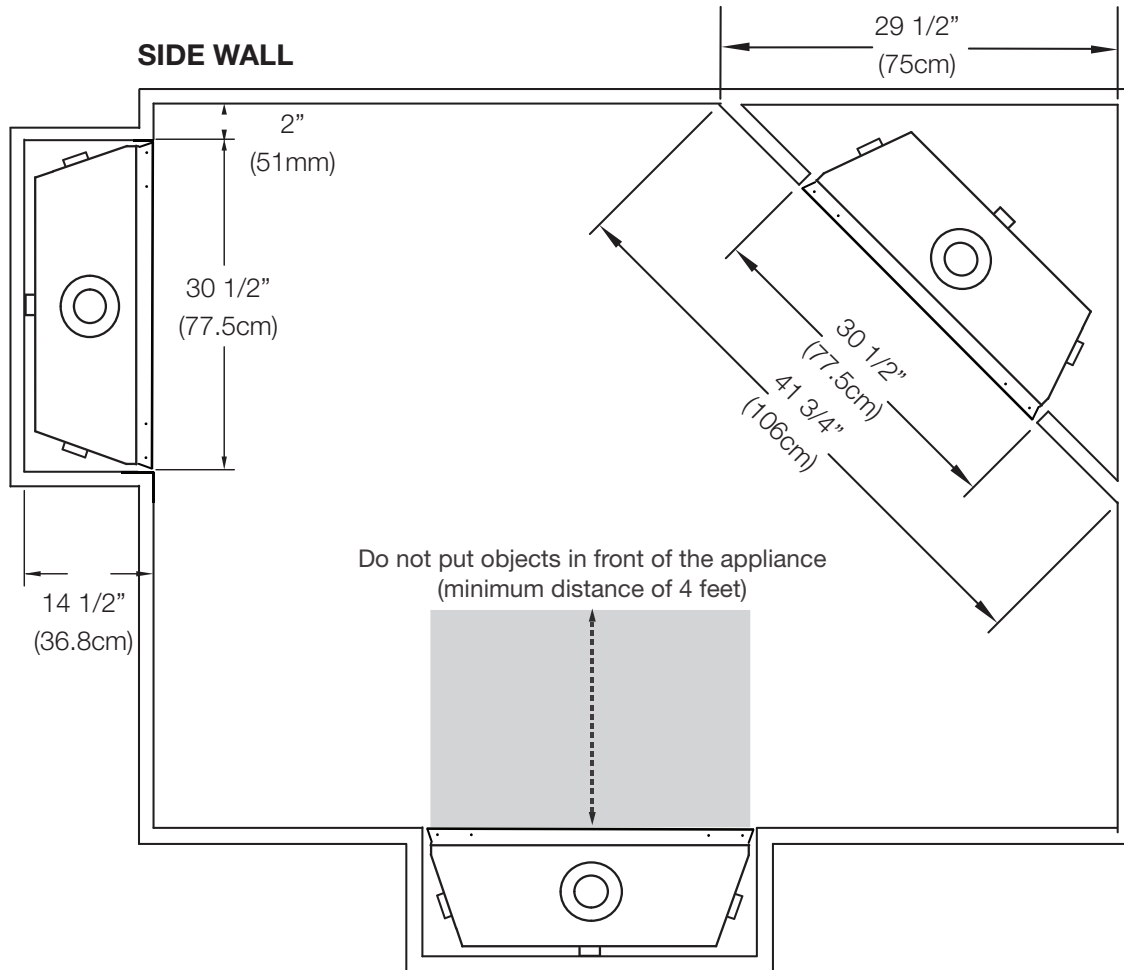 SIDE WALL
29 1/2”
(75cm)
2”
(51mm)
30 1/2”
(77.5cm)
30 1/2”
(77.5cm)
41 3/4”
(106cm)
Do not put objects in front of the appliance
(minimum distance of 4 feet)
14 1/2”
(36.8cm)